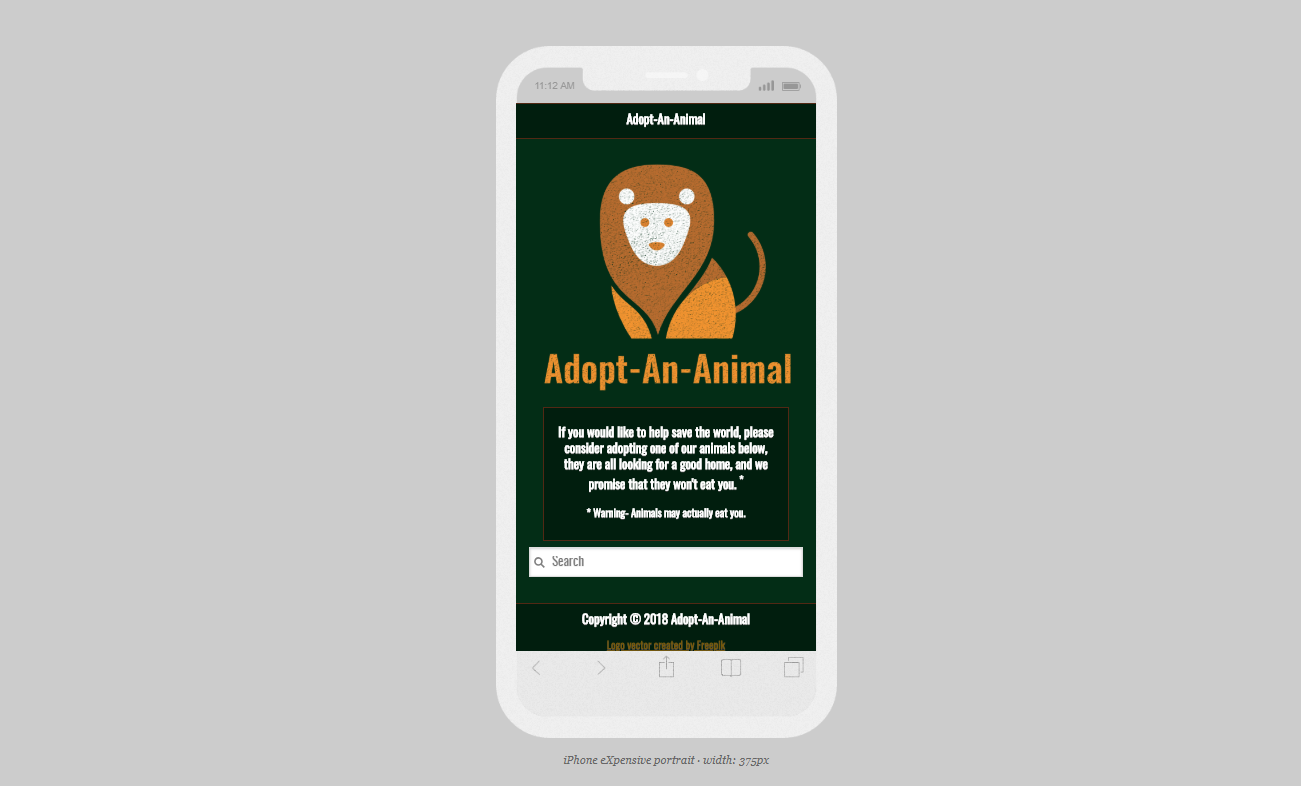 11:12 AM
Adopt-An-Animal
Adopt-An-Animal
If you would like to help save the world, please
consider adopting one of our animals below,
they are all looking for a good home, and we
promise that they won't eat you. *
* Warning- Animals may actually eat you.
Search
Copyright © 2018 Adopt-An-Animal
Logo vector created by Freepik
iPhone eXpensive portrait · width: 375px